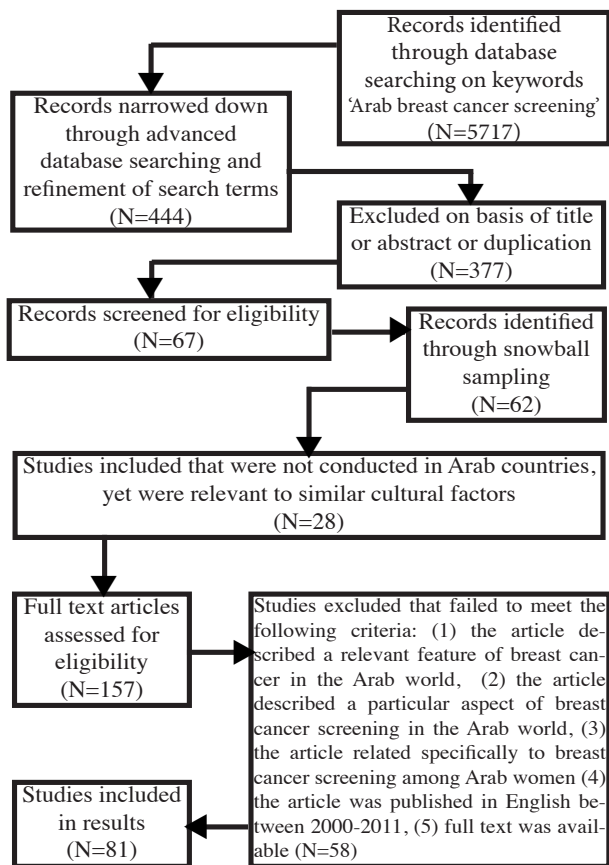 Records identified
through database
searching on keywords
‘Arab breast cancer screening’
(N=5717)
Records narrowed down
through advanced
database searching and
refinement of search terms
(N=444)
Excluded on basis of title
or abstract or duplication
(N=377)
Records screened for eligibility
(N=67)
Records identified
through snowball
sampling
(N=62)
Studies included that were not conducted in Arab countries,
yet were relevant to similar cultural factors
(N=28)
Full text articles
assessed for
eligibility
(N=157)
Studies excluded that failed to meet the
following criteria: (1) the article de-
scribed a relevant feature of breast can-
cer in the Arab world, (2) the article
described a particular aspect of breast
cancer screening in the Arab world, (3)
the article related specifically to breast
cancer screening among Arab women (4)
the article was published in English be-
tween 2000-2011, (5) full text was avai-
lable (N=58)
Studies included
in results
(N=81)